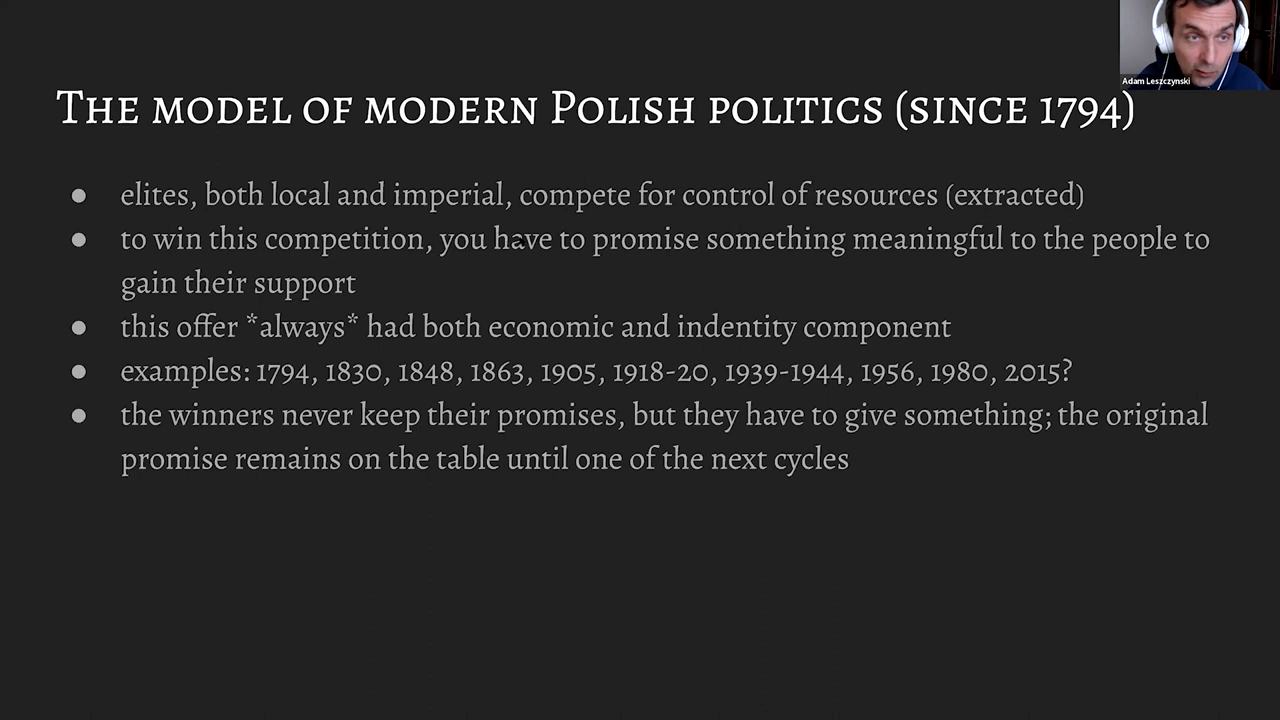 Adam Leszczynski
The model of modern Polish politics (since 1794)
● elites, both local and imperial, compete for control of resources (extracted)
● to win this competition, you have to promise something meaningful to the people to
gain their support
● this offer *always* had both economic and indentity component
● examples: 1794, 1830, 1848, 1863, 1905, 1918-20, 1939-1944, 1956, 1980, 2015?
● the winners never keep their promises, but they have to give something; the original
promise remains on the table until one of the next cycles